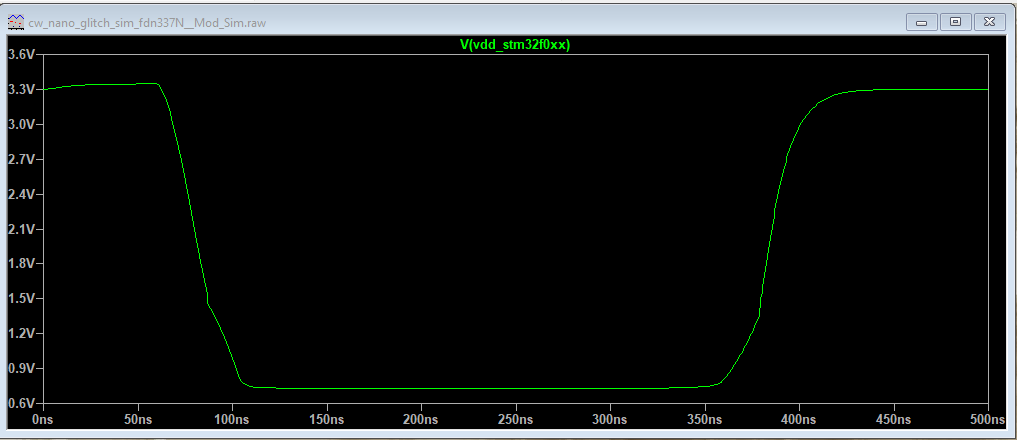 cw_nano_glitch_sim_fdn337N__Mod_Sim.raw
V(vdd_stm32f0xx)
3.6V
3.3V
3.0V
2.7V
2.4V
2.1V
1.8V
1.5V
1.2V
0.9V
0.6V
0ns 50ns 100ns 150ns 200ns 250ns 300ns 350ns 400ns 450ns 500ns